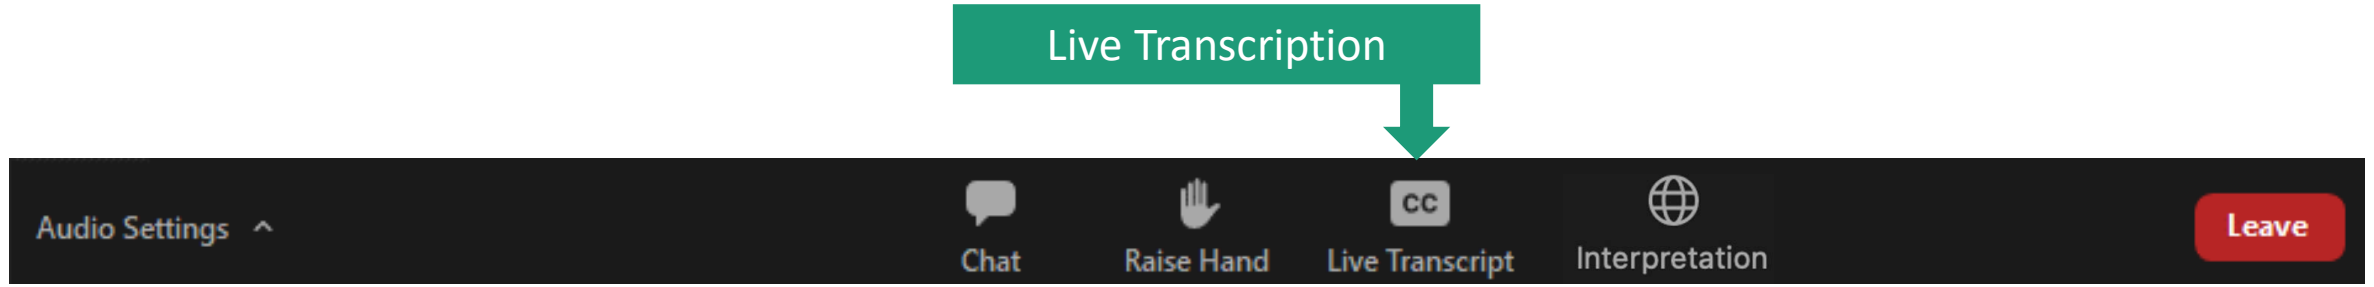 Live Transcription
CC
Audio Settings
Chat
Raise Hand
Live Transcript
Interpretation
Leave